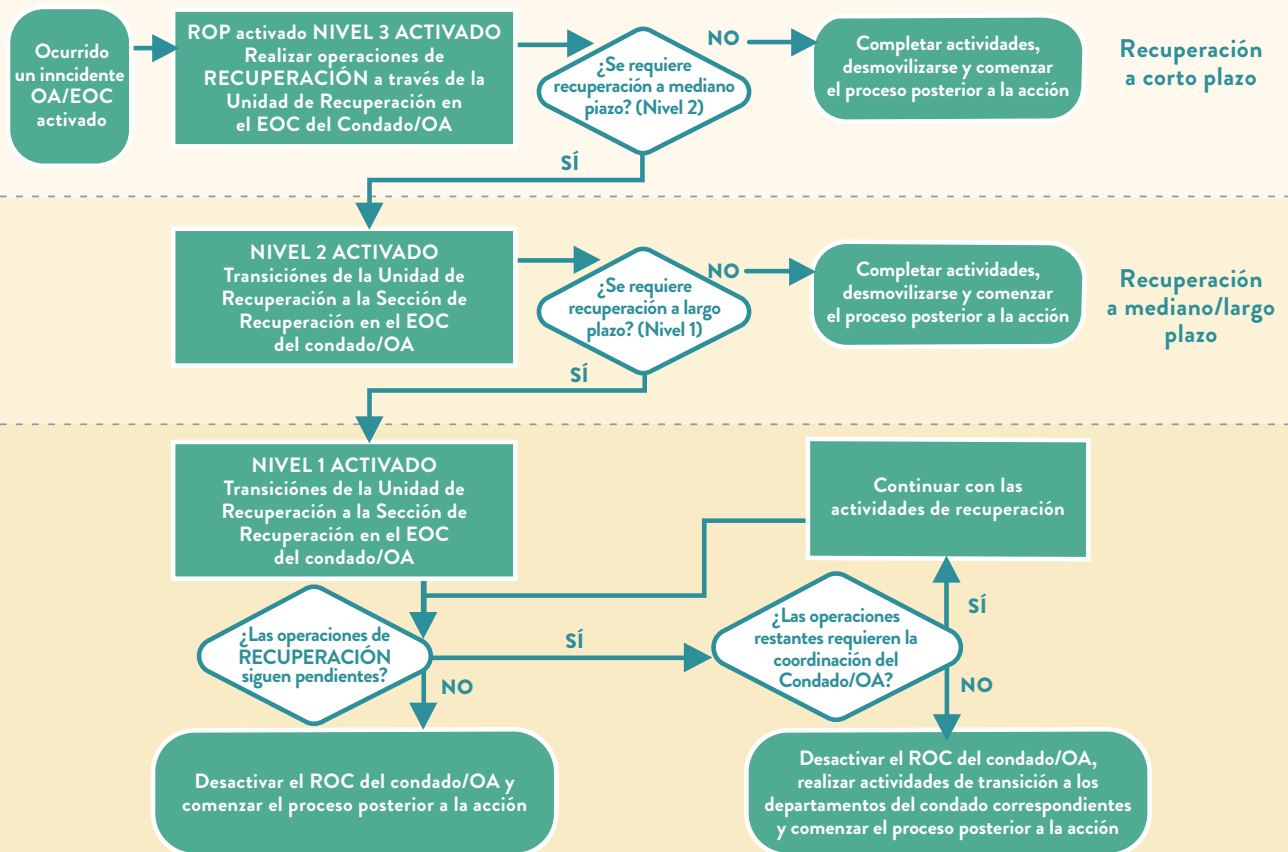 Ocurrido
un inncidente
OA/EOC
activado
ROP activado NIVEL 3 ACTIVADO
Realizar operaciones de
RECUPERACIÓN a través de la
Unidad de Recuperación en
el EOC del Condado/OA
¿Se requiere
recuperación a mediano
piazo? (Nivel 2)
NO
Completar actividades,
desmovilizarse y comenzar
el proceso posterior a la acción
Recuperación
a corto plazo
SÍ
NIVEL 2 ACTIVADO
Transiciónes de la Unidad de
Recuperación a la Sección de
Recuperación en el EOC
del condado/OA
¿Se requiere
recuperación a largo
plazo? (Nivel 1)
NO
Completar actividades,
desmovilizarse y comenzar
el proceso posterior a la acción
Recuperación
a mediano/largo
plazo
SÍ
NIVEL 1 ACTIVADO
Transiciónes de la Unidad de
Recuperación a la Sección de
Recuperación en el EOC
del condado/OA
Continuar con las
actividades de recuperación
¿Las operaciones de
RECUPERACIÓN
siguen pendientes?
SÍ
¿Las operaciones
restantes requieren la
coordinación del
Condado/OA?
SÍ
NO
NO
Desactivar el ROC del condado/OA y
comenzar el proceso posterior a la acción
Desactivar el ROC del condado/OA,
realizar actividades de transición a los
departamentos del condado correspondientes
y comenzar el proceso posterior a la acción